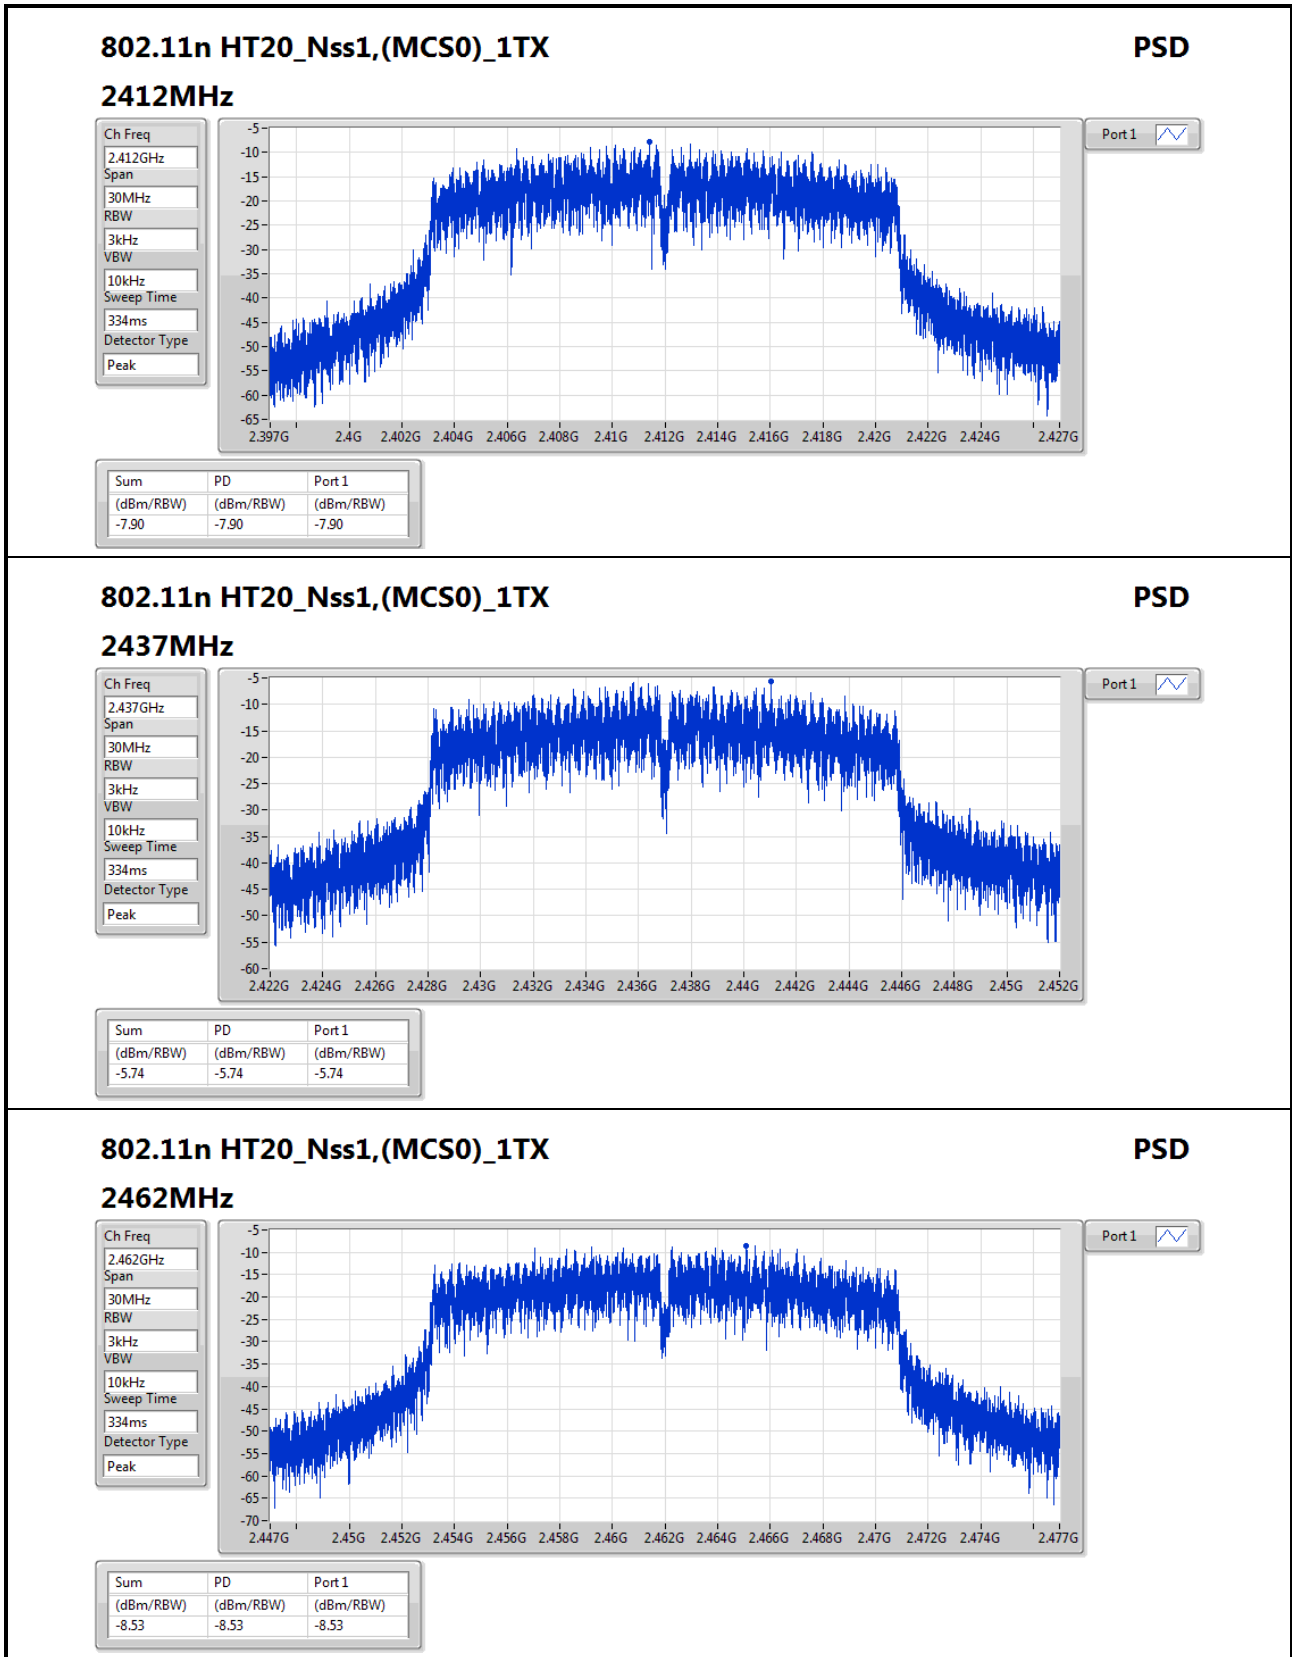 802.11n HT20_Nss1,(MCS0)_1TX PSD
2412MHz
Ch Freq
2.412GHz
Span
30MHz
RBW
3kHz
VBW
10kHz
Sweep Time
334ms
Detector Type
Peak
-5
-10
-15
-20
-25
-30
-35
-40
-45
-50
-55
-60
-65
2.397G 2.4G 2.402G 2.404G 2.406G 2.408G 2.41G 2.412G 2.414G 2.416G 2.418G 2.42G 2.422G 2.424G 2.427G
Port 1
Sum PD Port 1
(dBm/RBW) (dBm/RBW) (dBm/RBW)
-7.90 -7.90 -7.90
802.11n HT20_Nss1,(MCS0)_1TX PSD
2437MHz
Ch Freq
2.437GHz
Span
30MHz
RBW
3kHz
VBW
10kHz
Sweep Time
334ms
Detector Type
Peak
-5
-10
-15
-20
-25
-30
-35
-40
-45
-50
-55
-60
2.422G 2.424G 2.426G 2.428G 2.43G 2.432G 2.434G 2.436G 2.438G 2.44G 2.442G 2.444G 2.446G 2.448G 2.45G 2.452G
Port 1
Sum PD Port 1
(dBm/RBW) (dBm/RBW) (dBm/RBW)
-5.74 -5.74 -5.74
802.11n HT20_Nss1,(MCS0)_1TX PSD
2462MHz
Ch Freq
2.462GHz
Span
30MHz
RBW
3kHz
VBW
10kHz
Sweep Time
334ms
Detector Type
Peak
-5
-10
-15
-20
-25
-30
-35
-40
-45
-50
-55
-60
-65
-70
2.447G 2.45G 2.452G 2.454G 2.456G 2.458G 2.46G 2.462G 2.464G 2.466G 2.468G 2.47G 2.472G 2.474G 2.477G
Port 1
Sum PD Port 1
(dBm/RBW) (dBm/RBW) (dBm/RBW)
-8.53 -8.53 -8.53